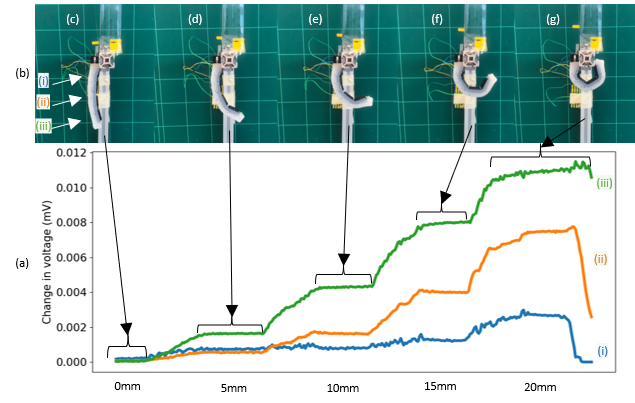 (c) (d) (e) (f) (g)
(b)
(i)
(ii)
(iii)
(a)
Change in voltage (mV)
0.012
0.010
0.008
0.006
0.004
0.002
0.000
(iii)
(ii)
(i)
0mm 5mm 10mm 15mm 20mm